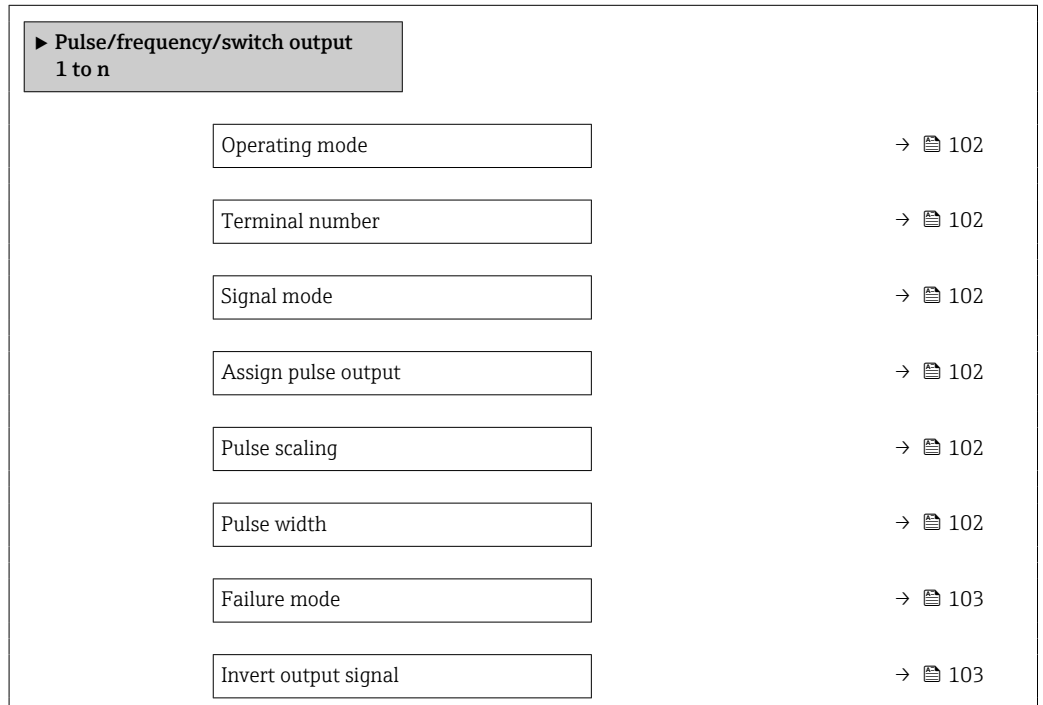 ► Pulse/frequency/switch output
1 to n
Operating mode → 102
Terminal number → 102
Signal mode → 102
Assign pulse output → 102
Pulse scaling → 102
Pulse width → 102
Failure mode → 103
Invert output signal → 103